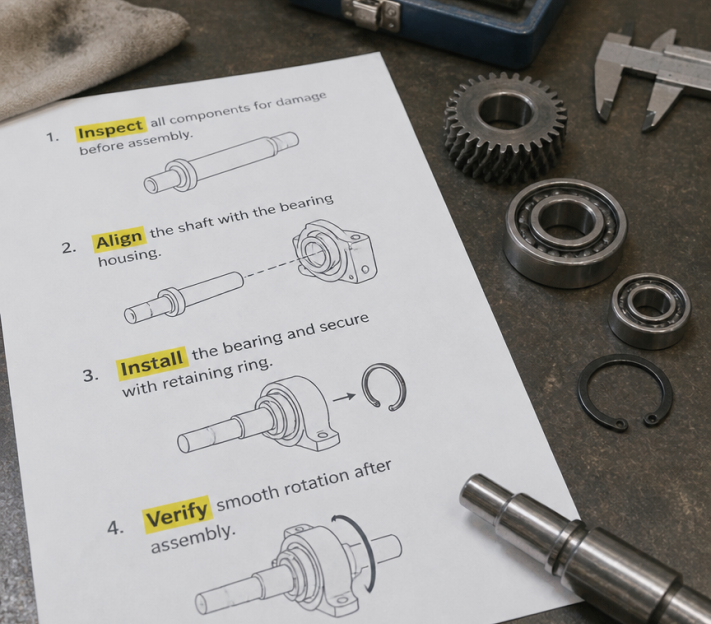 1. Inspect all components for damage
before assembly.
2. Align the shaft with the bearing
housing.
3. Install the bearing and secure
with retaining ring.
4. Verify smooth rotation after
assembly.